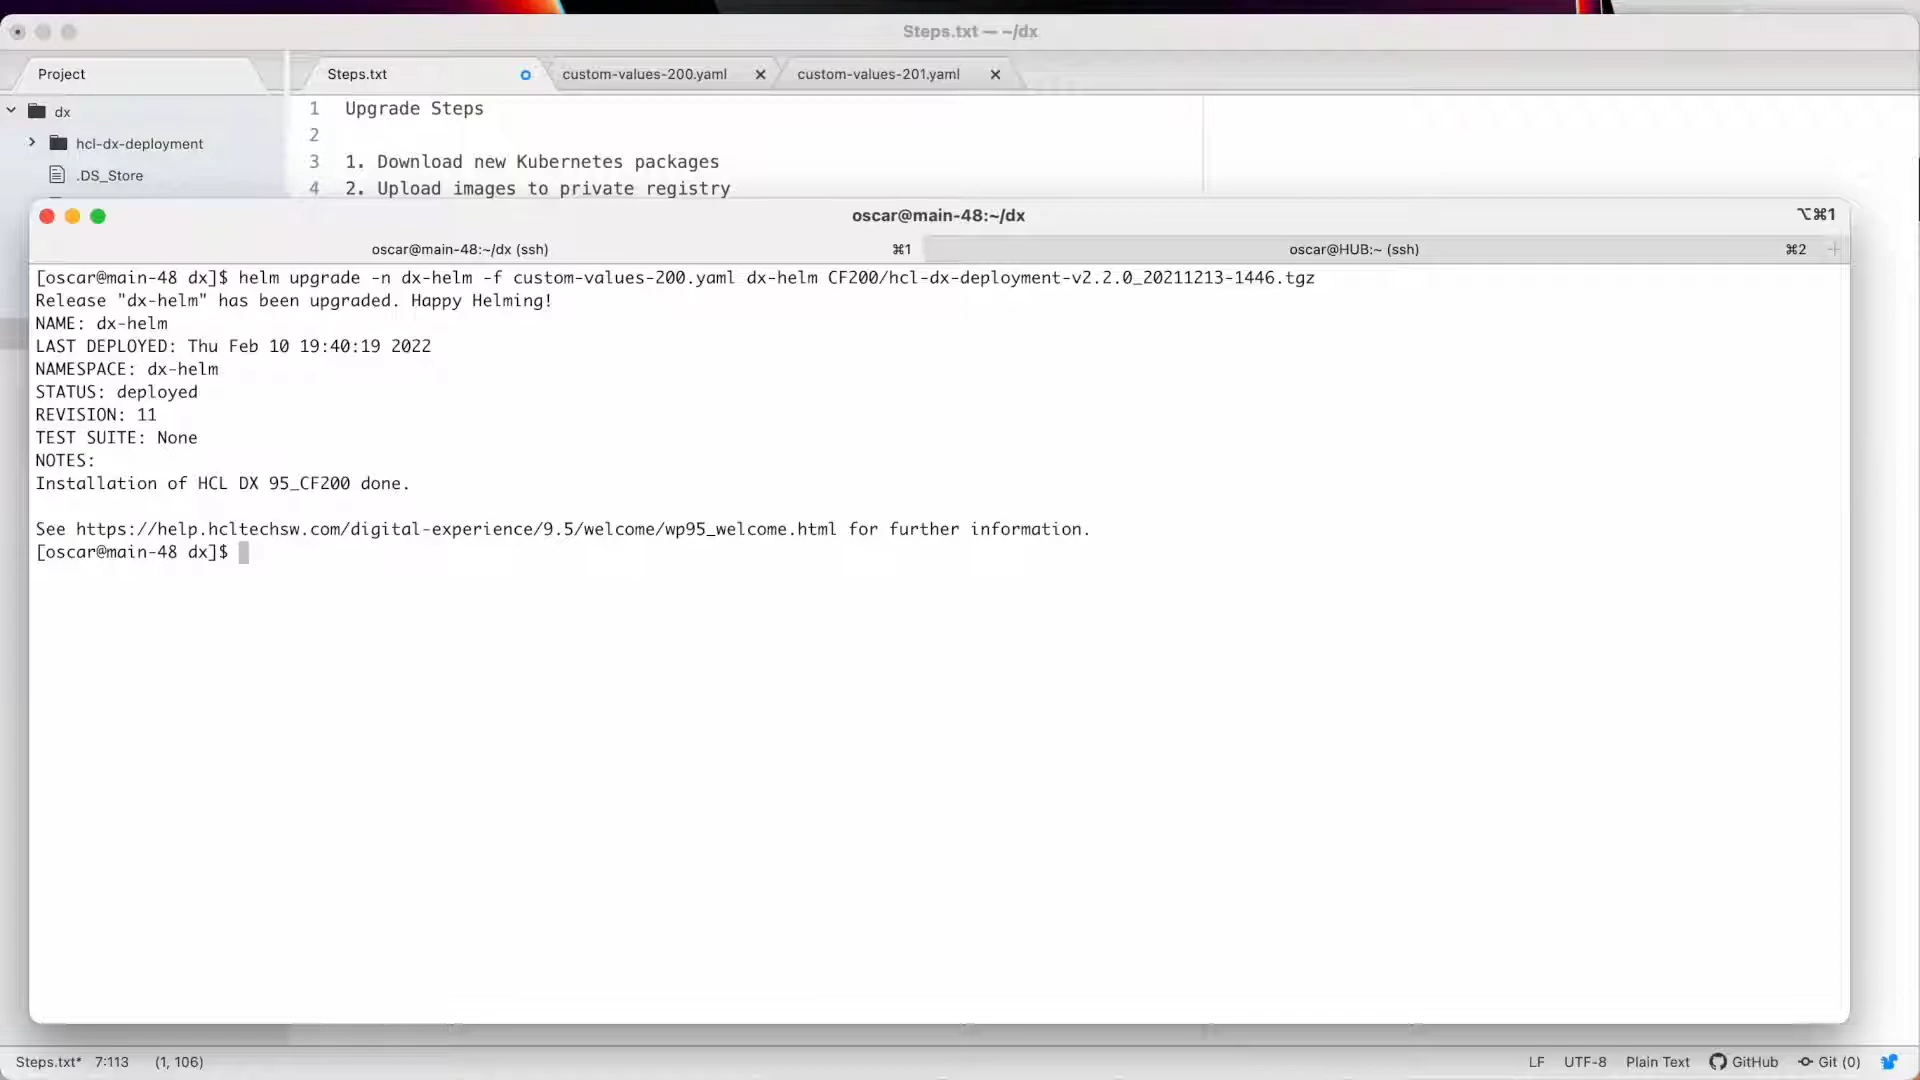 Steps.txt — ~/dx
Project
Steps.txt
custom-values-200.yaml
custom-values-201.yaml
dx
hcl-dx-deployment
.DS_Store
1 Upgrade Steps
2
3 1. Download new Kubernetes packages
4 2. Upload images to private registry
oscar@main-48:~/dx
⌥⌘1
oscar@main-48:~/dx (ssh)
⌘1
oscar@HUB:~ (ssh)
⌘2
[oscar@main-48 dx]$ helm upgrade -n dx-helm -f custom-values-200.yaml dx-helm CF200/hcl-dx-deployment-v2.2.0_20211213-1446.tgz
Release "dx-helm" has been upgraded. Happy Helming!
NAME: dx-helm
LAST DEPLOYED: Thu Feb 10 19:40:19 2022
NAMESPACE: dx-helm
STATUS: deployed
REVISION: 11
TEST SUITE: None
NOTES:
Installation of HCL DX 95_CF200 done.
See https://help.hcltechsw.com/digital-experience/9.5/welcome/wp95_welcome.html for further information.
[oscar@main-48 dx]$
Steps.txt* 7:113 (1, 106)
LF UTF-8 Plain Text GitHub Git (0)